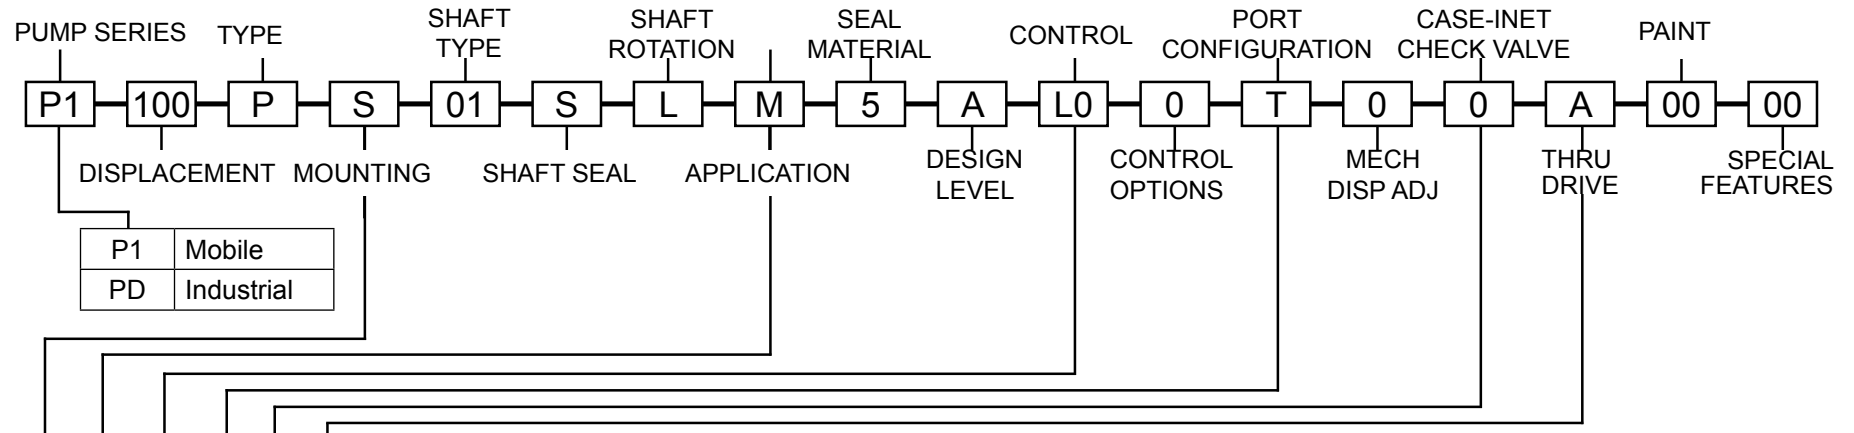 PUMP SERIES
TYPE
SHAFT
TYPE
SHAFT
ROTATION
SEAL
MATERIAL
CONTROL
PORT
CONFIGURATION
CASE-INET
CHECK VALVE
PAINT
P1 100 P S 01 S L M 5 A L0 0 T 0 0 A 00 00
DISPLACEMENT
MOUNTING
SHAFT SEAL
APPLICATION
DESIGN
LEVEL
CONTROL
OPTIONS
MECH
DISP ADJ
THRU
DRIVE
SPECIAL
FEATURES
P1 Mobile
PD Industrial